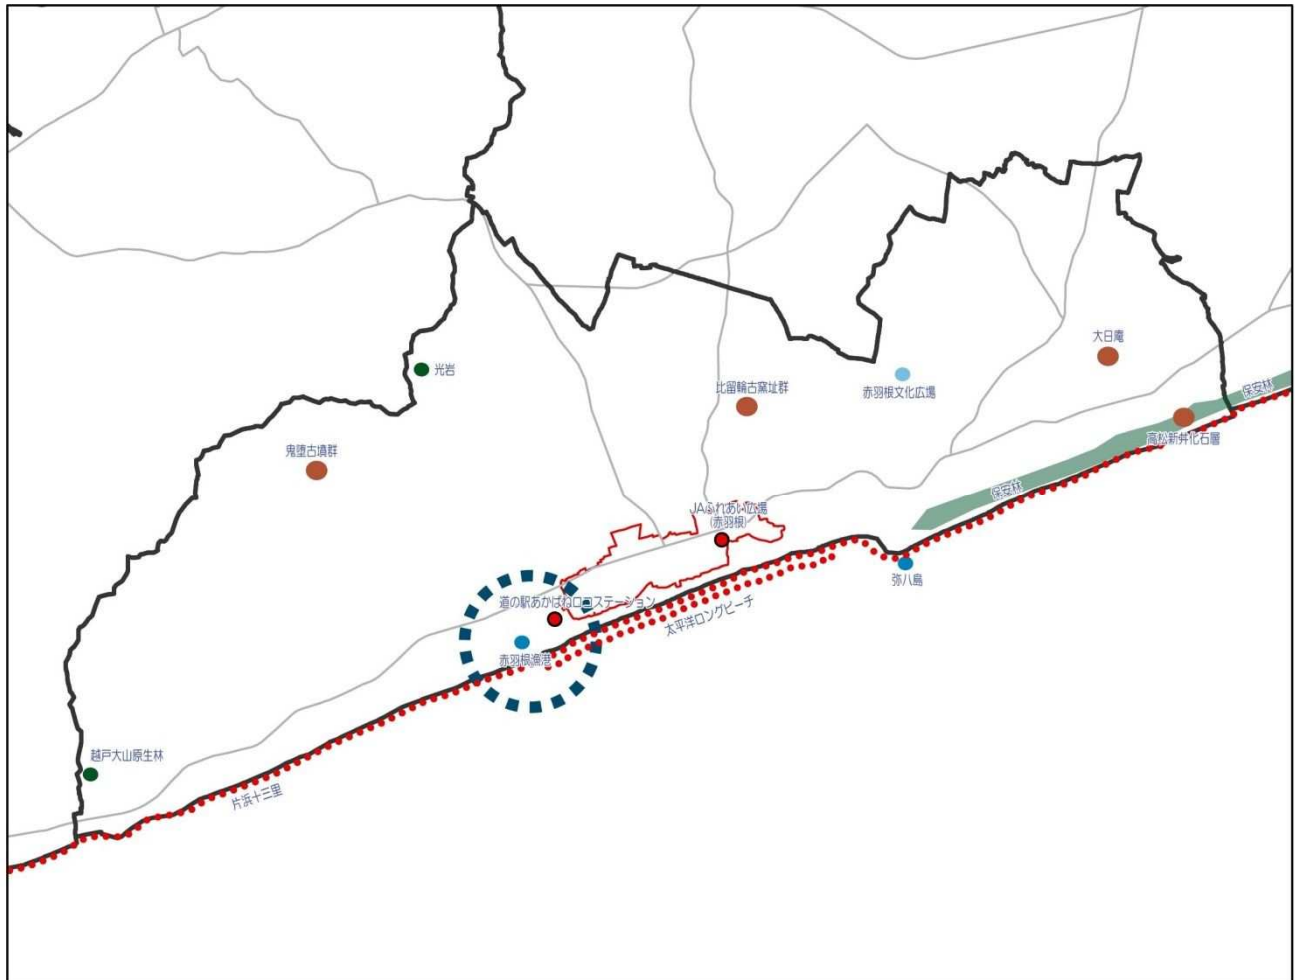 大日庵
光岩
比留輪古窯址群
赤羽根文化広場
保安林
高松新井化石層
鬼堕古墳群
保安林
JAふれあい広場
(赤羽根)
弥八島
道の駅あかばねロコステーション
太平洋ロングビーチ
赤羽根漁港
越戸大山原生林
片浜十三里